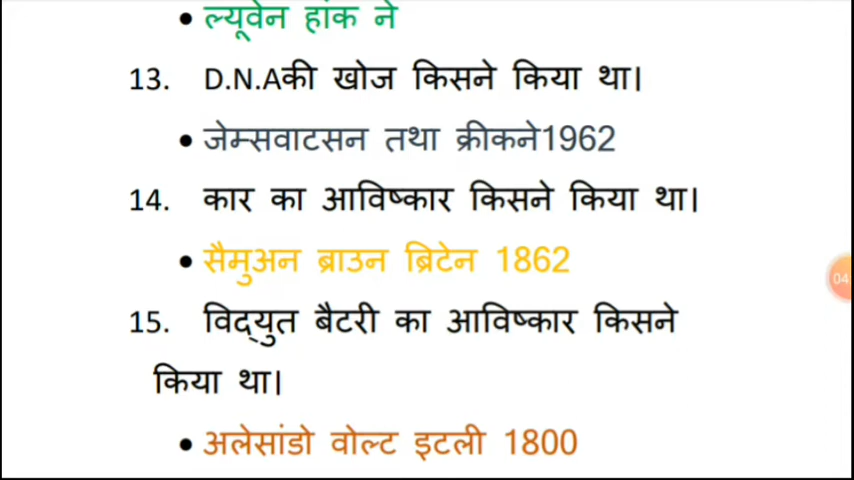 • ल्यूवेन हांक ने
13. D.N.Aकी खोज किसने किया था।
• जेम्सवाटसन तथा क्रीकने1962
14. कार का आविष्कार किसने किया था।
• सैमुअन ब्राउन ब्रिटेन 1862
15. विद्युत बैटरी का आविष्कार किसने
किया था।
• अलेसांडो वोल्ट इटली 1800
04